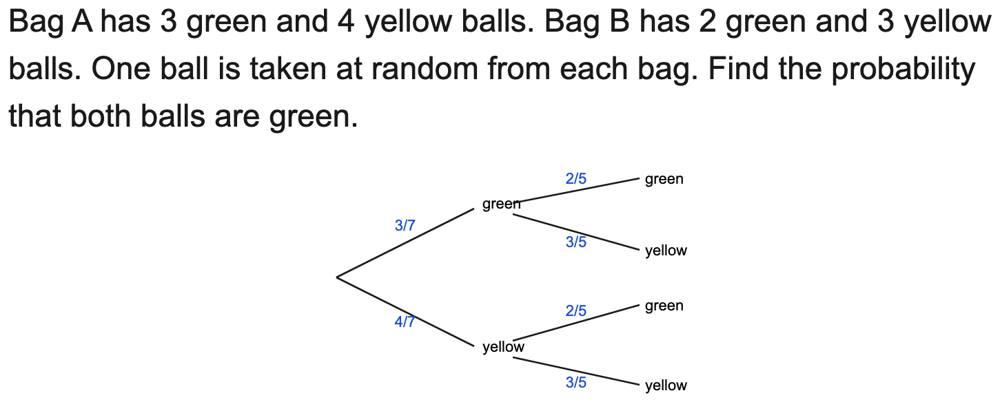 Bag A has 3 green and 4 yellow balls. Bag B has 2 green and 3 yellow
balls. One ball is taken at random from each bag. Find the probability
that both balls are green.
2/5
green
green
3/7
3/5
yellow
2/5
green
4/7
yellow
3/5
yellow